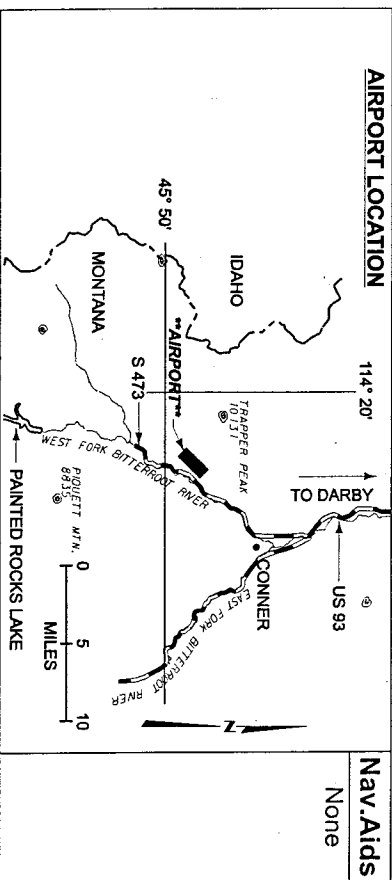 AIRPORT LOCATION
114° 20'
TO DARBY
US 93
IDAHO
TRAPPER PEAK
10131
CONNER
**AIRPORT**
45° 50'
MONTANA
S 473
WEST FORK BITTERROOT RIVER
EAST FORK BITTERROOT RIVER
PIQUETT MTN.
8835
PAINTED ROCKS LAKE
0 5 10
MILES
N
Nav.Aids
None